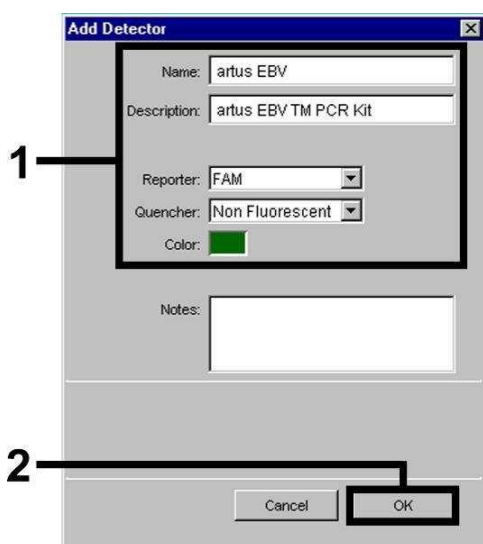 Add Detector
Name: artus EBV
Description: artus EBV TM PCR Kit
1
Reporter: FAM
Quencher: Non Fluorescent
Color:
Notes:
2
Cancel OK